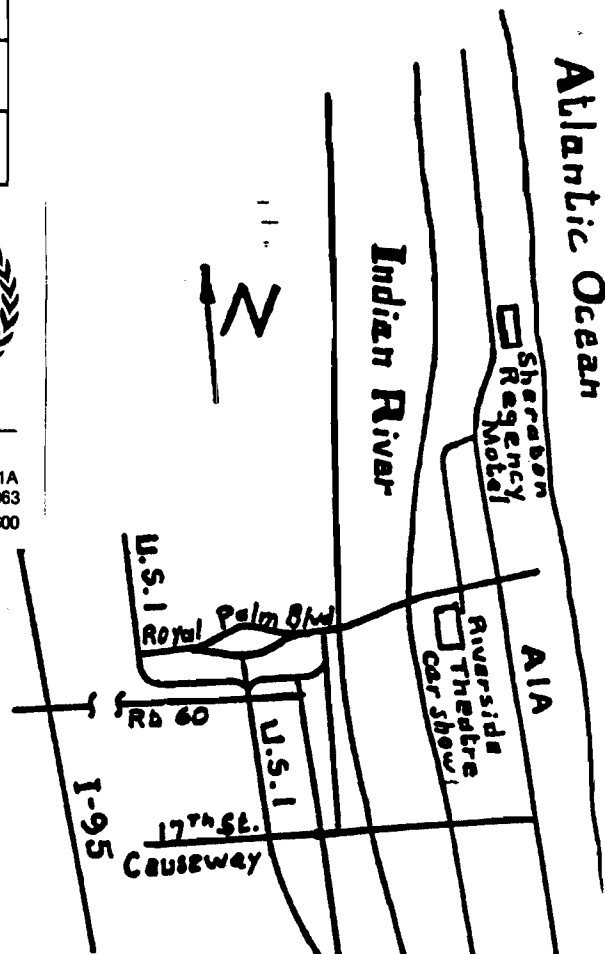 Atlantic Ocean
Sheraton
Regency
Motel
Indian River
N
1A
063
600
A1A
Riverside
Theatre
car show!
U.S.1
Royal Palm Blvd
Rd 60
U.S.1
17Th St.
Causeway
I-95